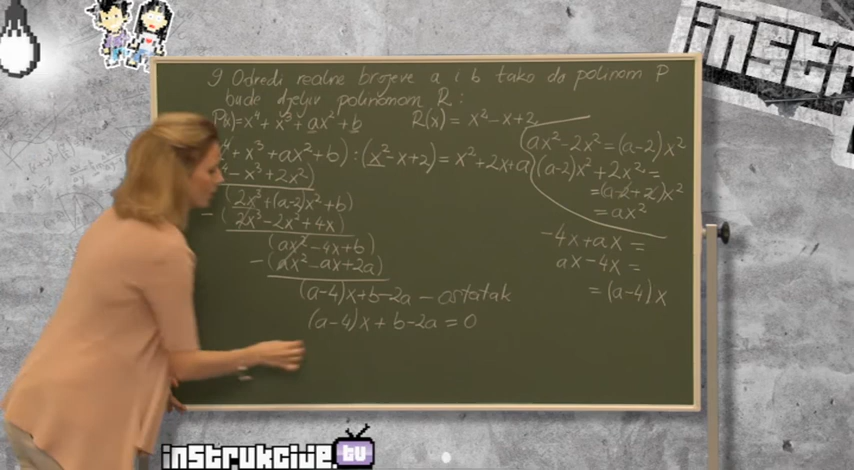 9 Odredi realne brojeve a i b tako da polinom P
bude djeljiv polinomom R:
P(x)=x⁴+x³+ax²+b R(x)=x²-x+2
⁴+x³+ax²+b):(x²-x+2)=x²+2x+a
⁴-x³+2x²)
(2x³+(a-2)x²+b)
-(2x³-2x²+4x)
(ax²-4x+b)
-(ax²-ax+2a)
(a-4)x+b-2a - ostatak
(a-4)x+b-2a=0
ax²-2x²=(a-2)x²
(a-2)x²+2x²=
=(a-2+2)x²
=ax²
-4x+ax=
ax-4x=
=(a-4)x
instrukcije.tv